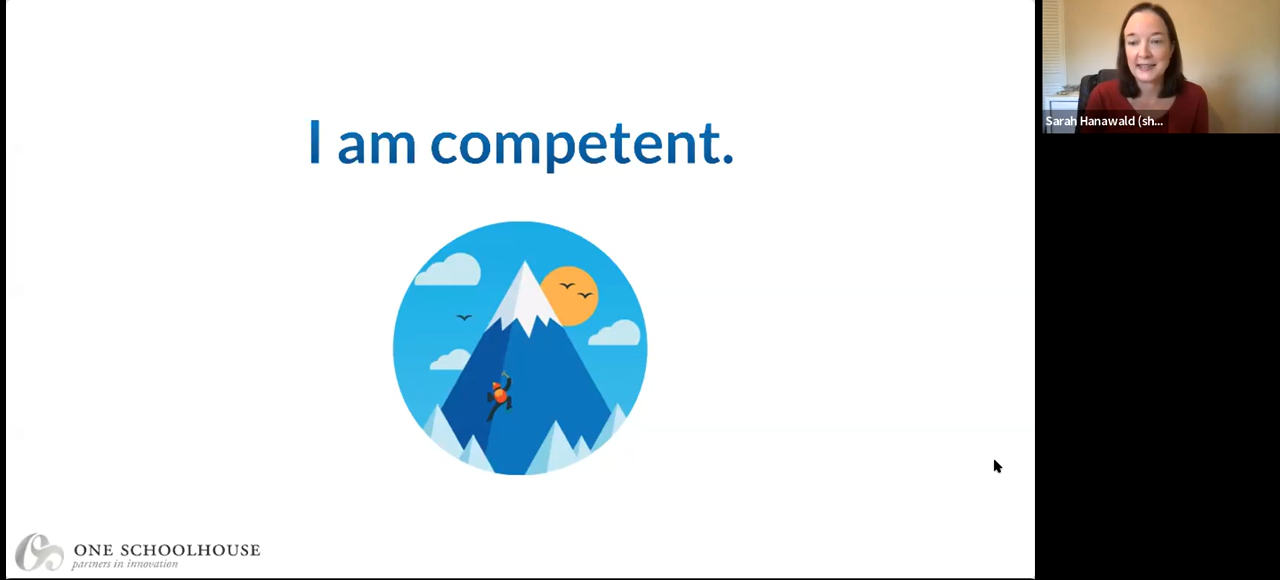 I am competent.
Sarah Hanawald (sh...
ONE SCHOOLHOUSE
partners in innovation